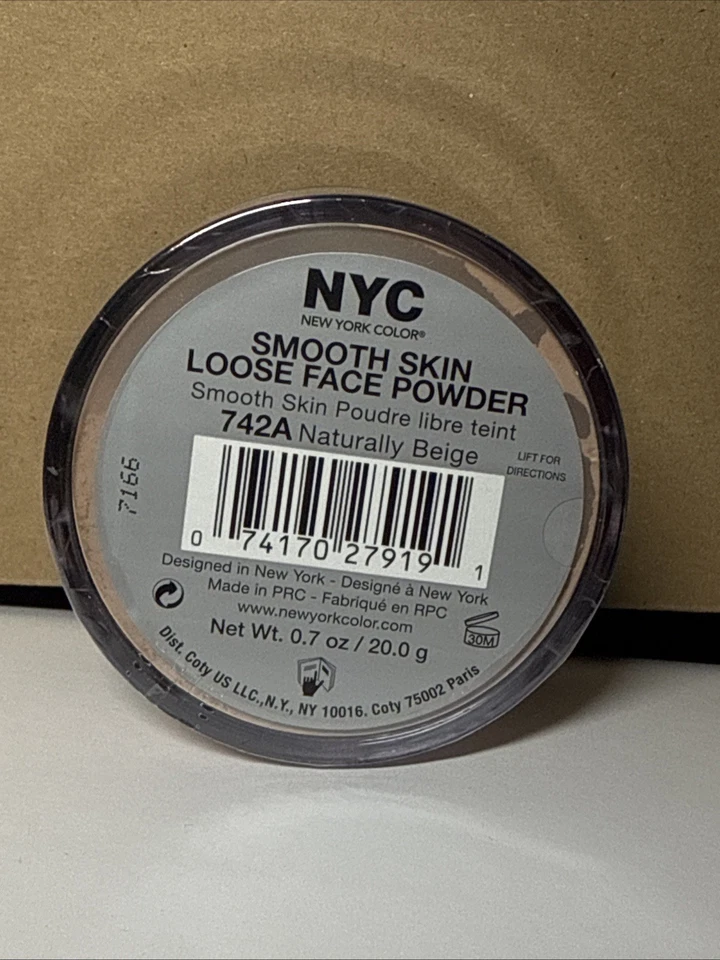 NYC
NEW YORK COLOR®
SMOOTH SKIN
LOOSE FACE POWDER
Smooth Skin Poudre libre teint
742A Naturally Beige
LIFT FOR
DIRECTIONS
7166
0 74170 27919 1
Designed in New York - Designé à New York
Made in PRC - Fabriqué en RPC
www.newyorkcolor.com
Net Wt. 0.7 oz / 20.0 g
30M
Dist. Coty US LLC.,N.Y., NY 10016. Coty 75002 Paris